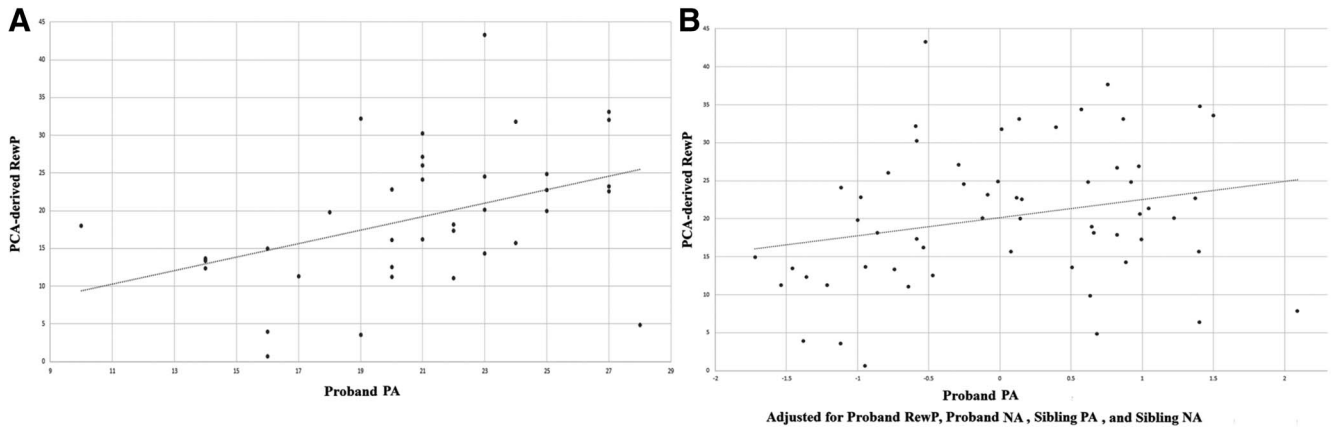 A
45
40
35
30
25
20
15
10
5
0
PCA-derived RewP
9 11 13 15 17 19 21 23 25 27 29
Proband PA
B
45
40
35
30
25
20
15
10
5
0
PCA-derived RewP
-2 -1.5 -1 -0.5 0 0.5 1 1.5 2
Proband PA
Adjusted for Proband RewP, Proband NA , Sibling PA , and Sibling NA